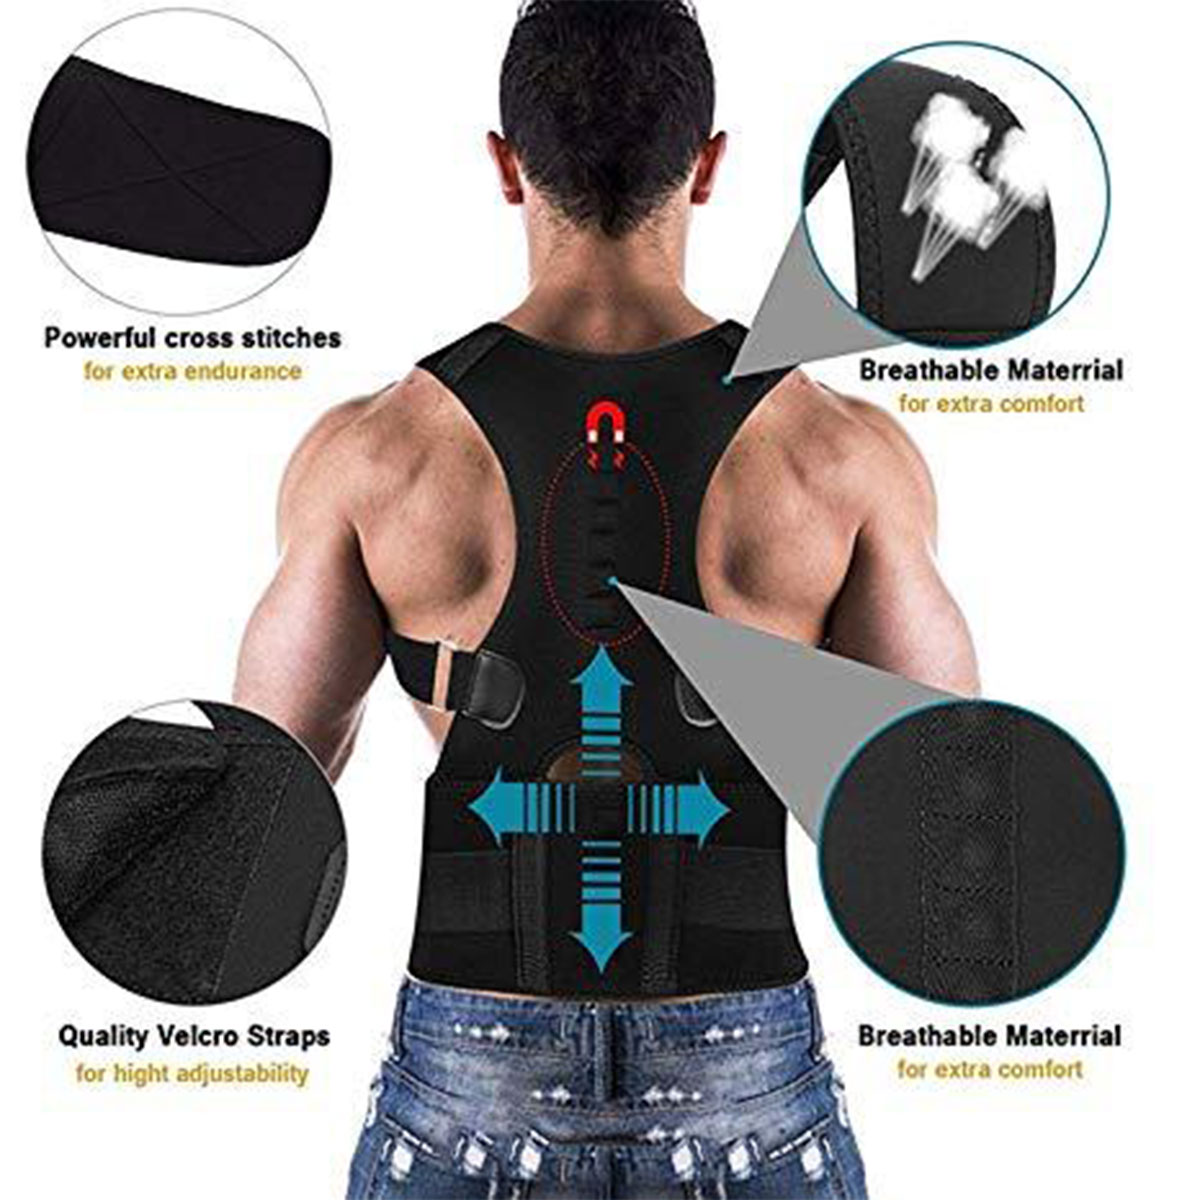 Powerful cross stitches
for extra endurance
Breathable Materrial
for extra comfort
Quality Velcro Straps
for hight adjustability
Breathable Materrial
for extra comfort